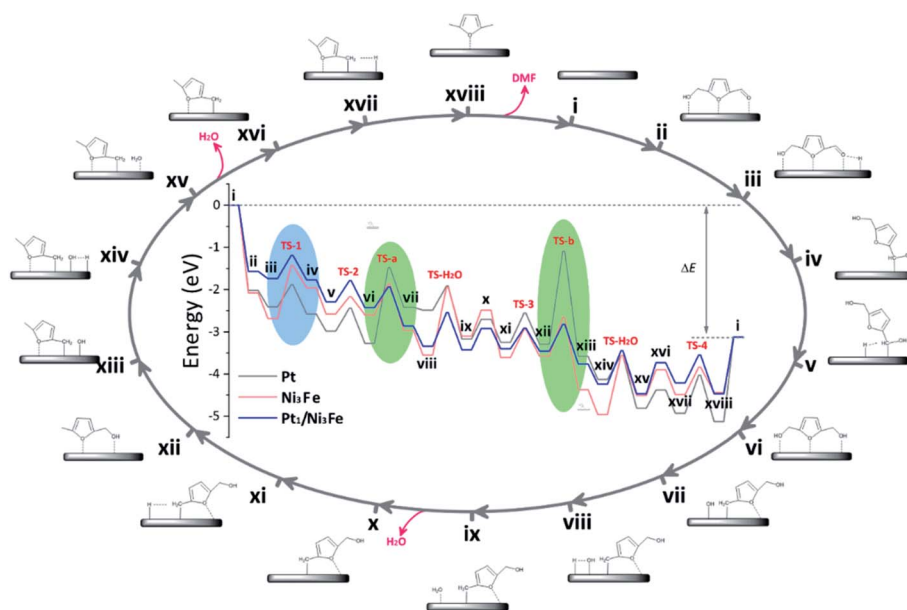 xvii
xviii
DMF
i
ii
iii
iv
v
vi
vii
viii
ix
H₂O
x
xi
xii
xiii
xiv
xv
H₂O
xvi
Energy (eV)
0
-1
-2
-3
-4
-5
i
ii
iii
TS-1
iv
v
TS-2
vi
TS-a
vii
viii
TS-H₂O
ix
x
xi
TS-3
xii
TS-b
xiii
xiv
TS-H₂O
xv
xvi
xvii
TS-4
xviii
i
ΔE
Pt
Ni₃Fe
Pt₁/Ni₃Fe